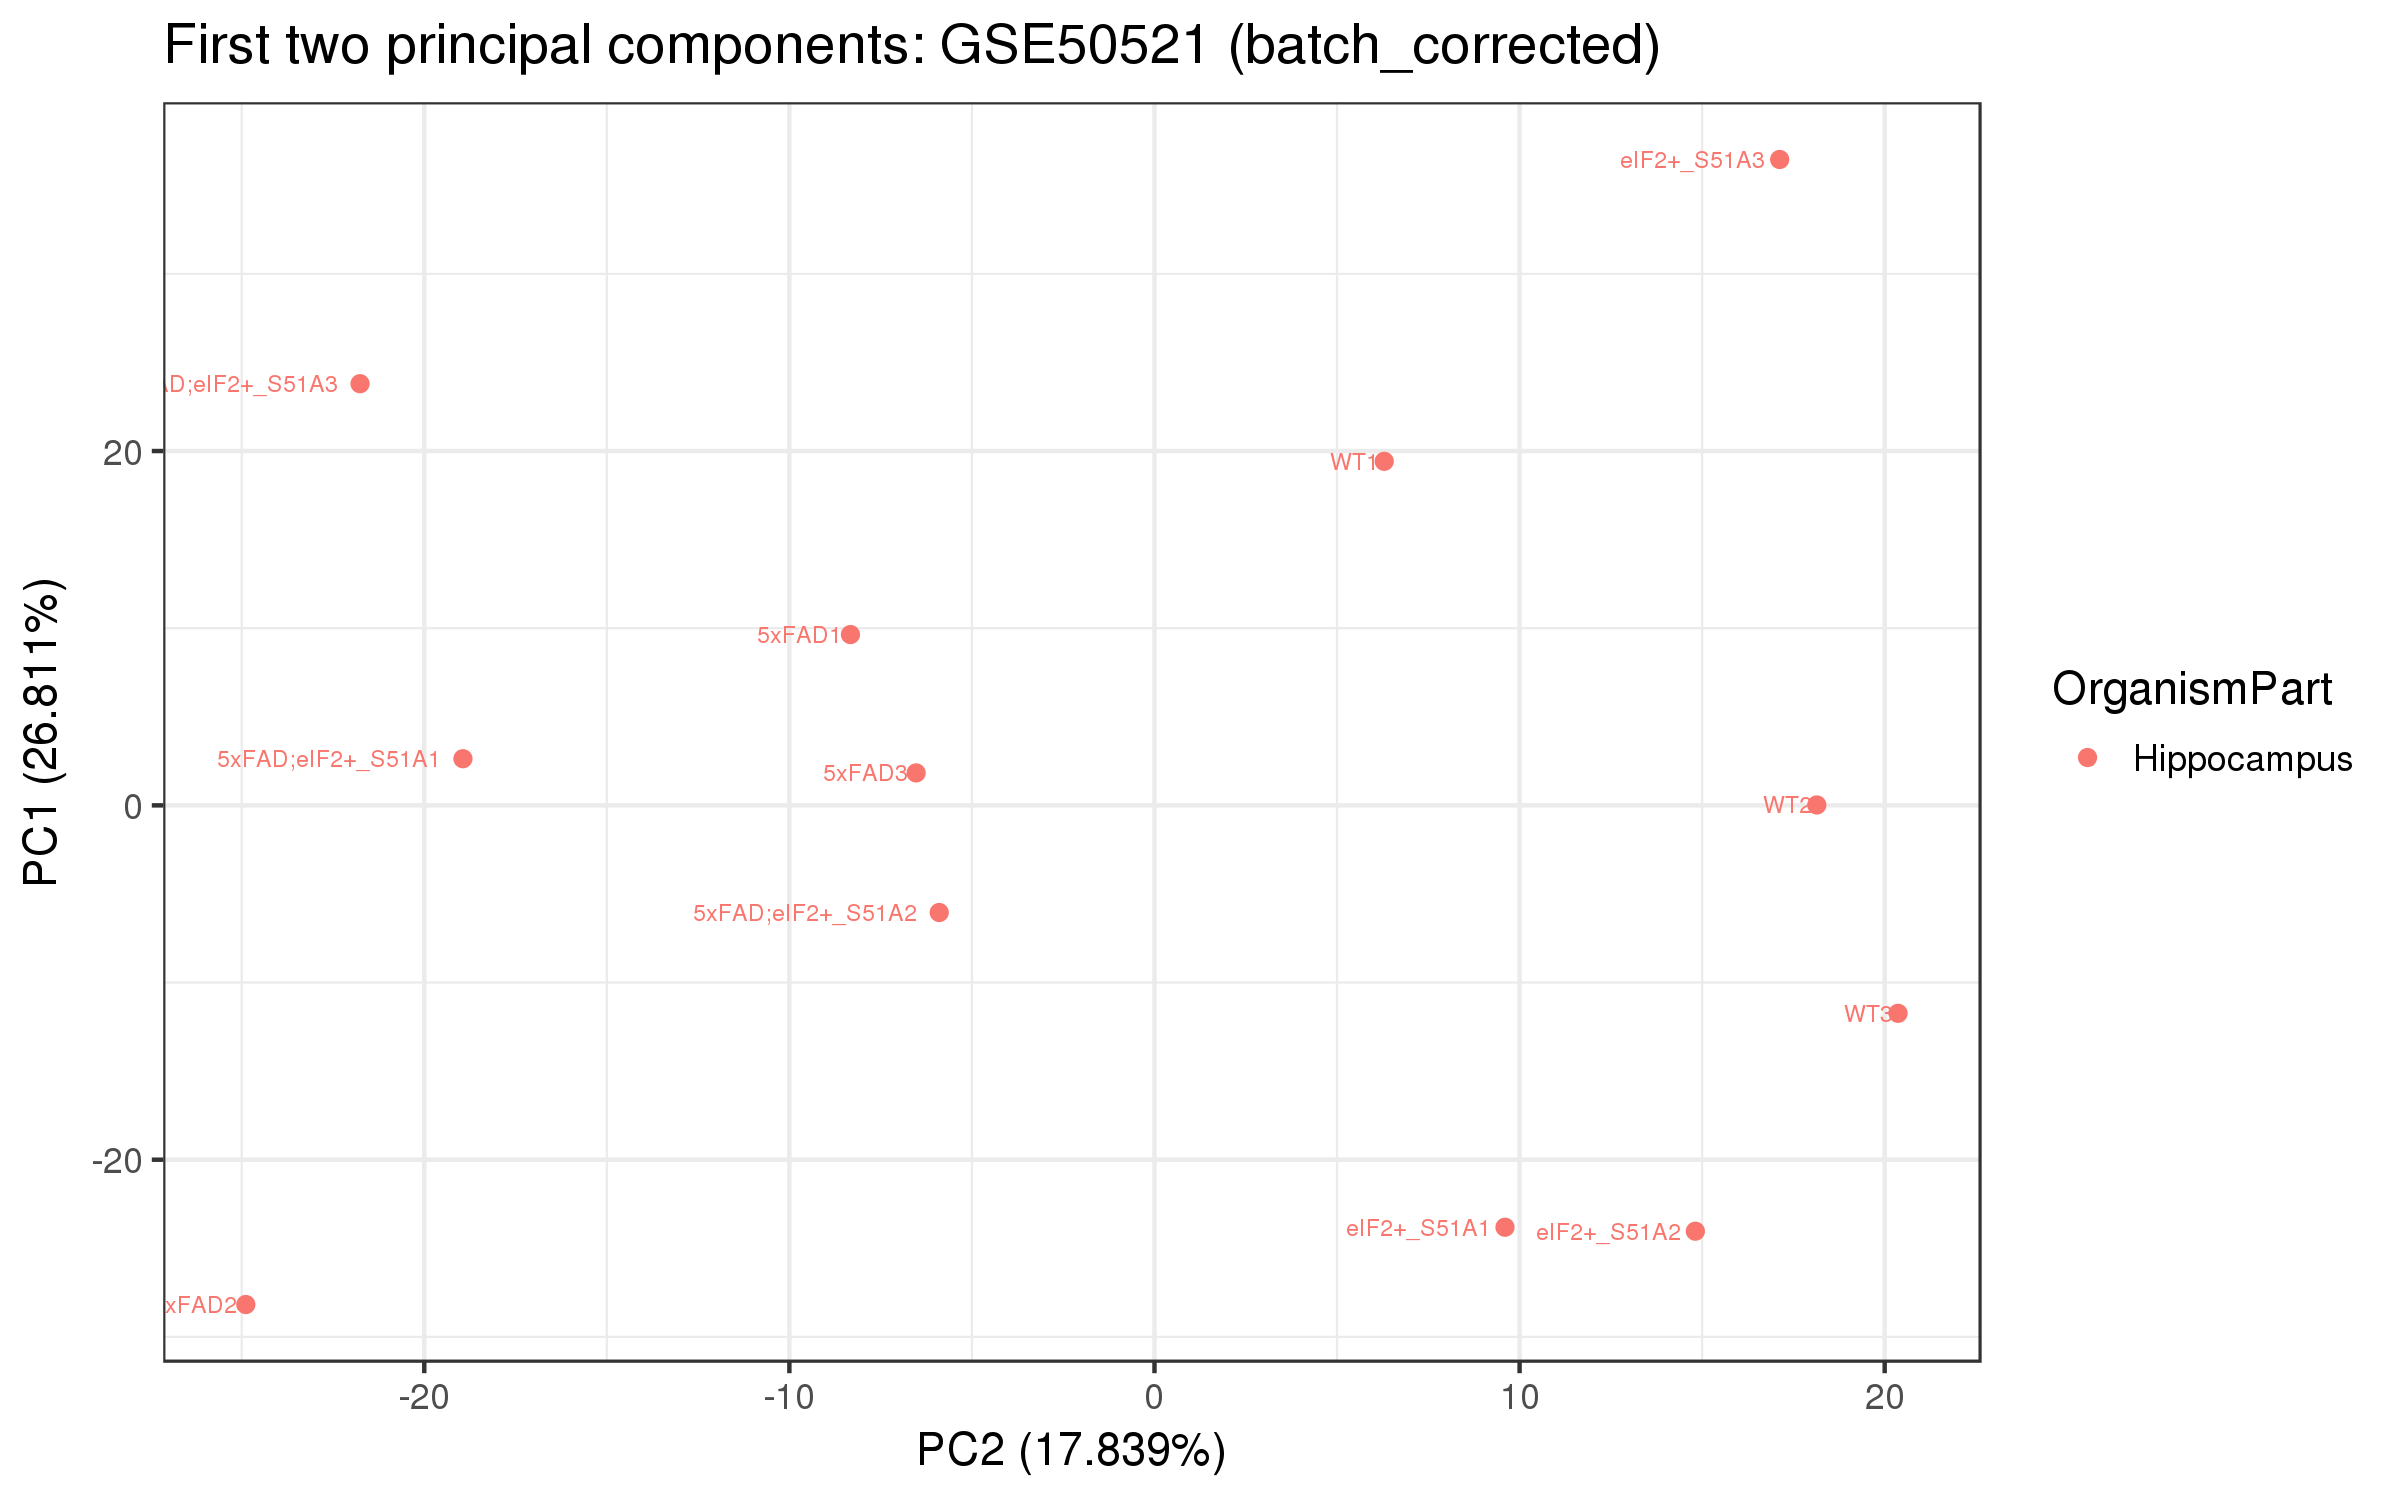 First two principal components: GSE50521 (batch_corrected)
eIF2+_S51A3
D;eIF2+_S51A3
20
WT1
5xFAD1
PC1 (26.811%)
OrganismPart
5xFAD;eIF2+_S51A1
5xFAD3
Hippocampus
0
WT2
5xFAD;eIF2+_S51A2
WT3
-20
eIF2+_S51A1
eIF2+_S51A2
xFAD2
-20
-10
0
10
20
PC2 (17.839%)